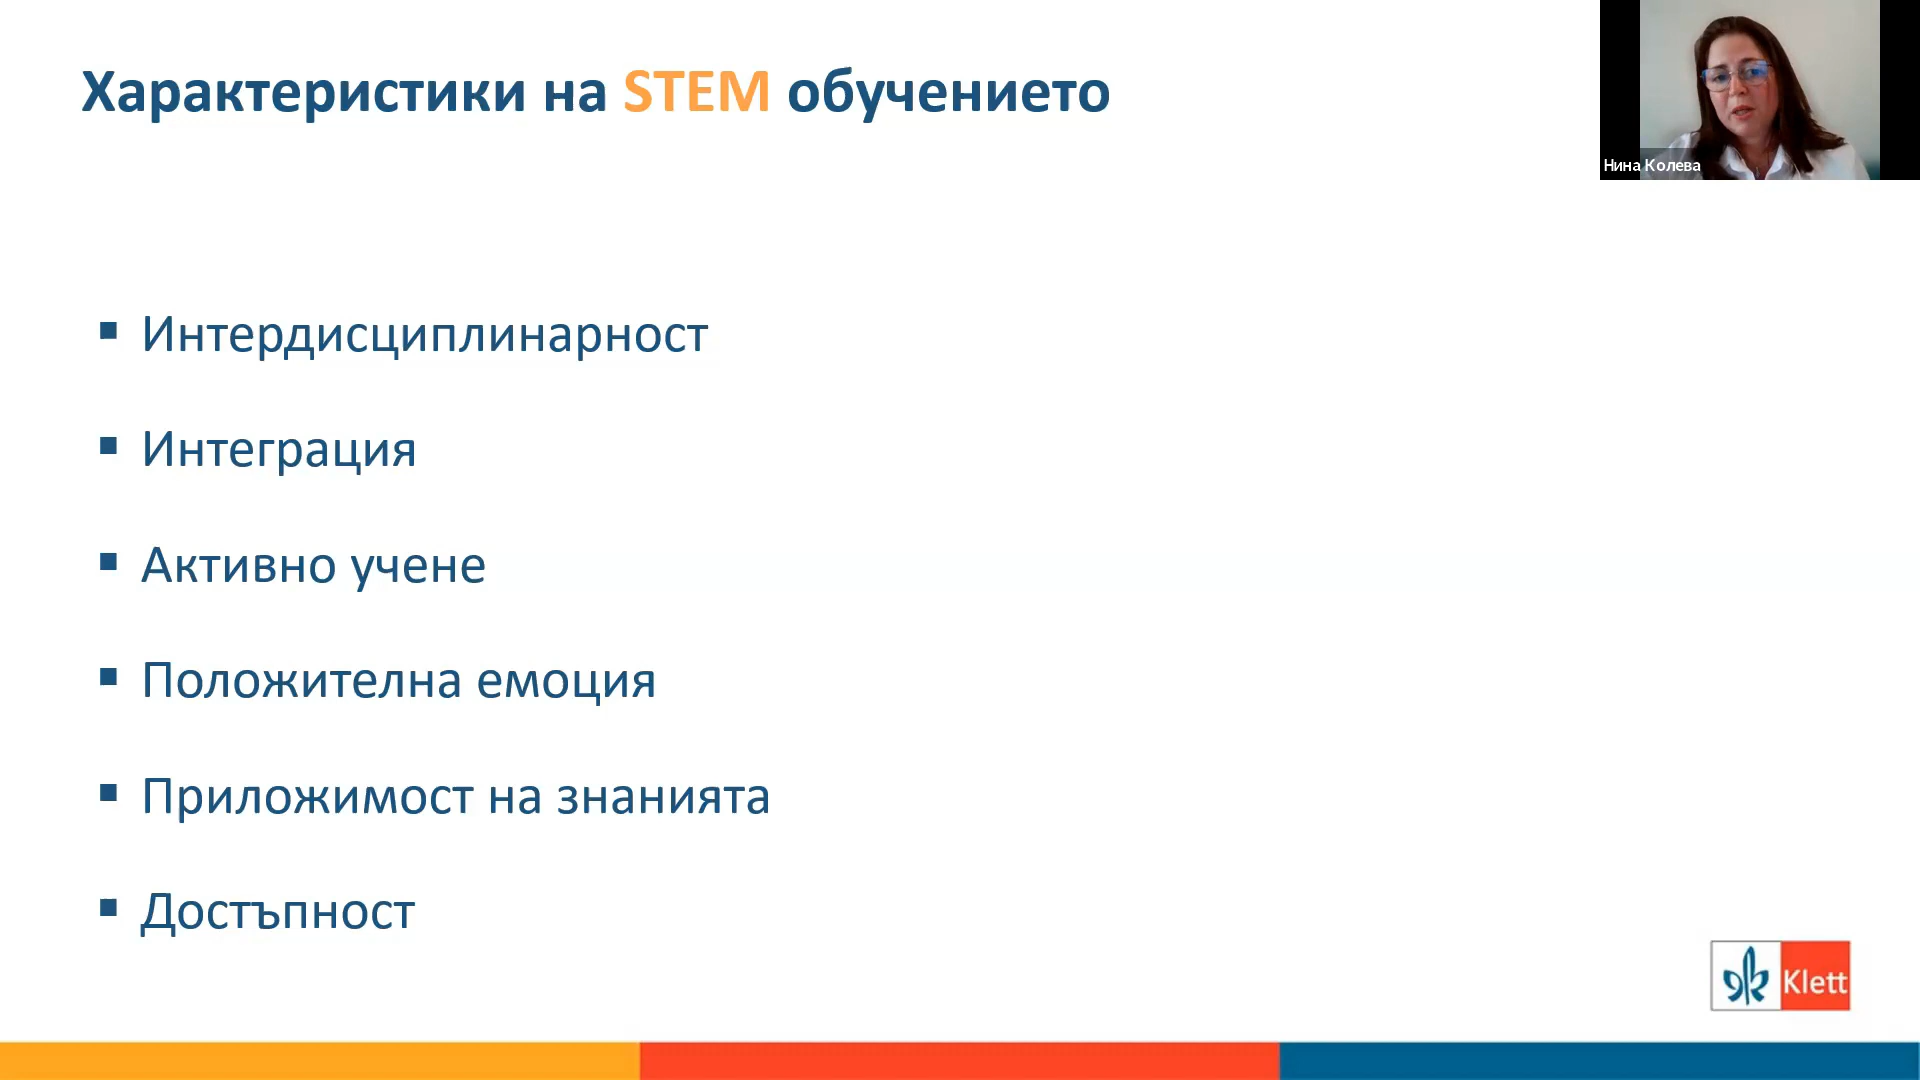 Характеристики на STEM обучението
Нина Колева
▪ Интердисциплинарност
▪ Интеграция
▪ Активно учене
▪ Положителна емоция
▪ Приложимост на знанията
▪ Достъпност
Klett